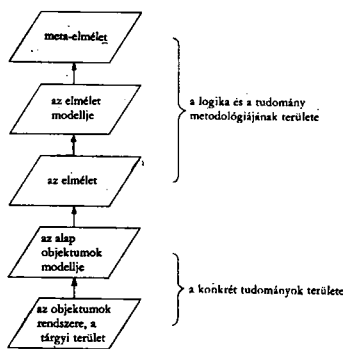 meta-elmélet
az elmélet
modellje
a logika és a tudomány
metodológiájának területe
az elmélet
az alap
objektumok
modellje
a konkrét tudományok területe
az objektumok
rendszere, a
tárgyi terület